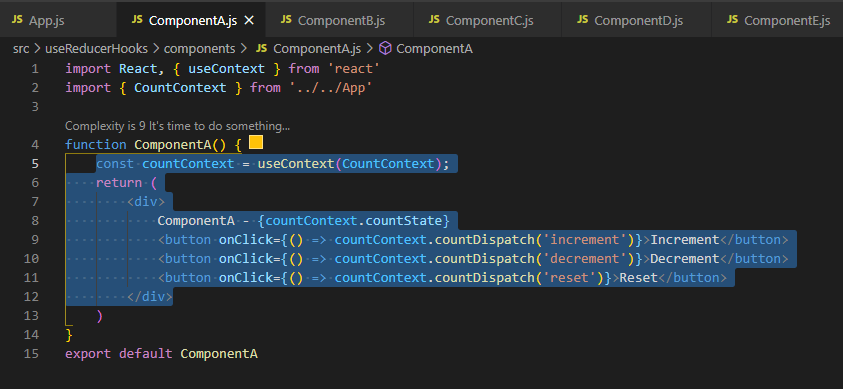 JS App.js JS ComponentA.js × JS ComponentB.js JS ComponentC.js JS ComponentD.js JS ComponentE.js
src > useReducerHooks > components > JS ComponentA.js > ComponentA
1 import React, { useContext } from 'react'
2 import { CountContext } from '../../App'
3
Complexity is 9 It's time to do something...
4 function ComponentA() {
5 const countContext = useContext(CountContext);
6 return (
7 <div>
8 ComponentA - {countContext.countState}
9 <button onClick={() => countContext.countDispatch('increment')}>Increment</button>
10 <button onClick={() => countContext.countDispatch('decrement')}>Decrement</button>
11 <button onClick={() => countContext.countDispatch('reset')}>Reset</button>
12 </div>
13 )
14 }
15 export default ComponentA